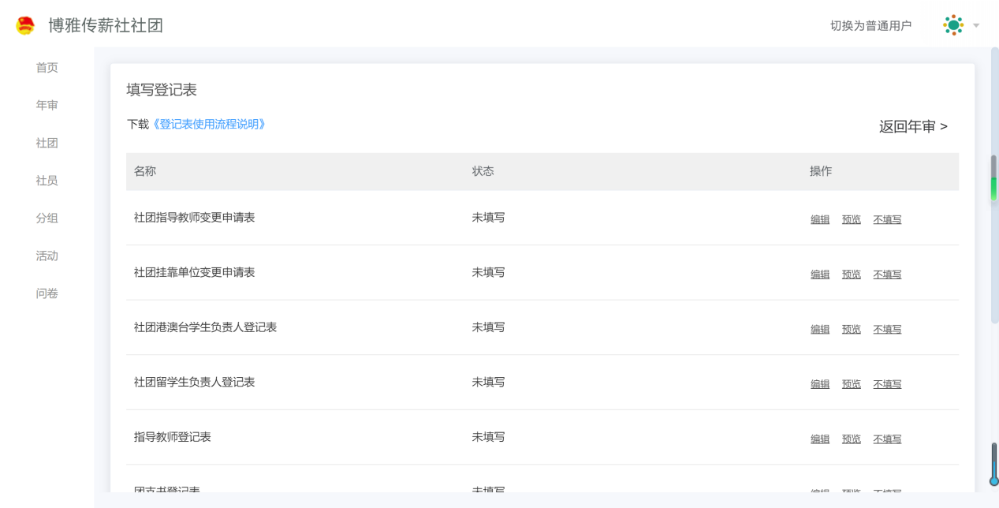 博雅传薪社社团
切换为普通用户
首页
年审
社团
社员
分组
活动
问卷
填写登记表
下载《登记表使用流程说明》
返回年审 >
名称 状态 操作
社团指导教师变更申请表 未填写 编辑 预览 不填写
社团挂靠单位变更申请表 未填写 编辑 预览 不填写
社团港澳台学生负责人登记表 未填写 编辑 预览 不填写
社团留学生负责人登记表 未填写 编辑 预览 不填写
指导教师登记表 未填写 编辑 预览 不填写
团支书登记表 未填写 编辑 预览 不填写